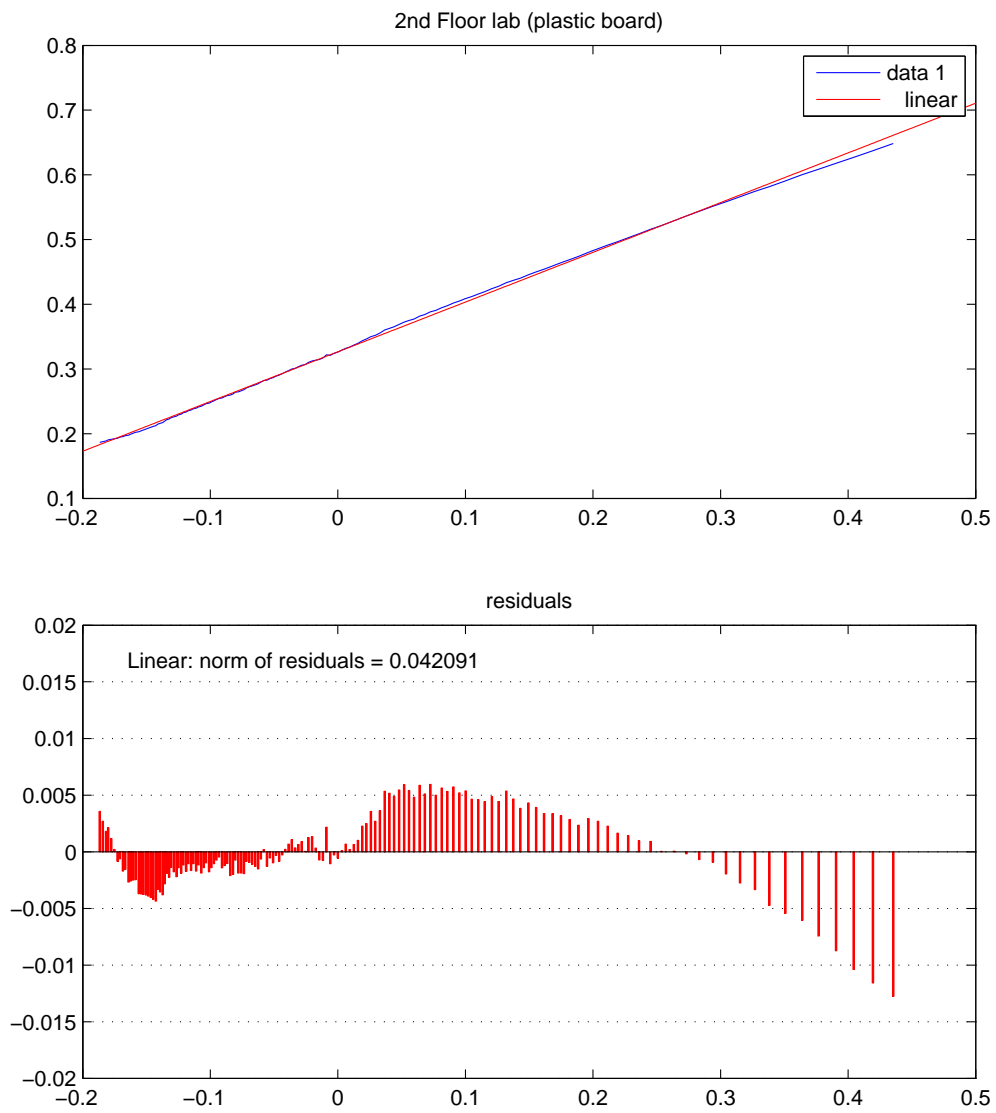 2nd Floor lab (plastic board)
0.8
0.7
0.6
0.5
0.4
0.3
0.2
0.1
data 1
linear
−0.2 −0.1 0 0.1 0.2 0.3 0.4 0.5
residuals
0.02
0.015
0.01
0.005
0
−0.005
−0.01
−0.015
−0.02
Linear: norm of residuals = 0.042091
−0.2 −0.1 0 0.1 0.2 0.3 0.4 0.5